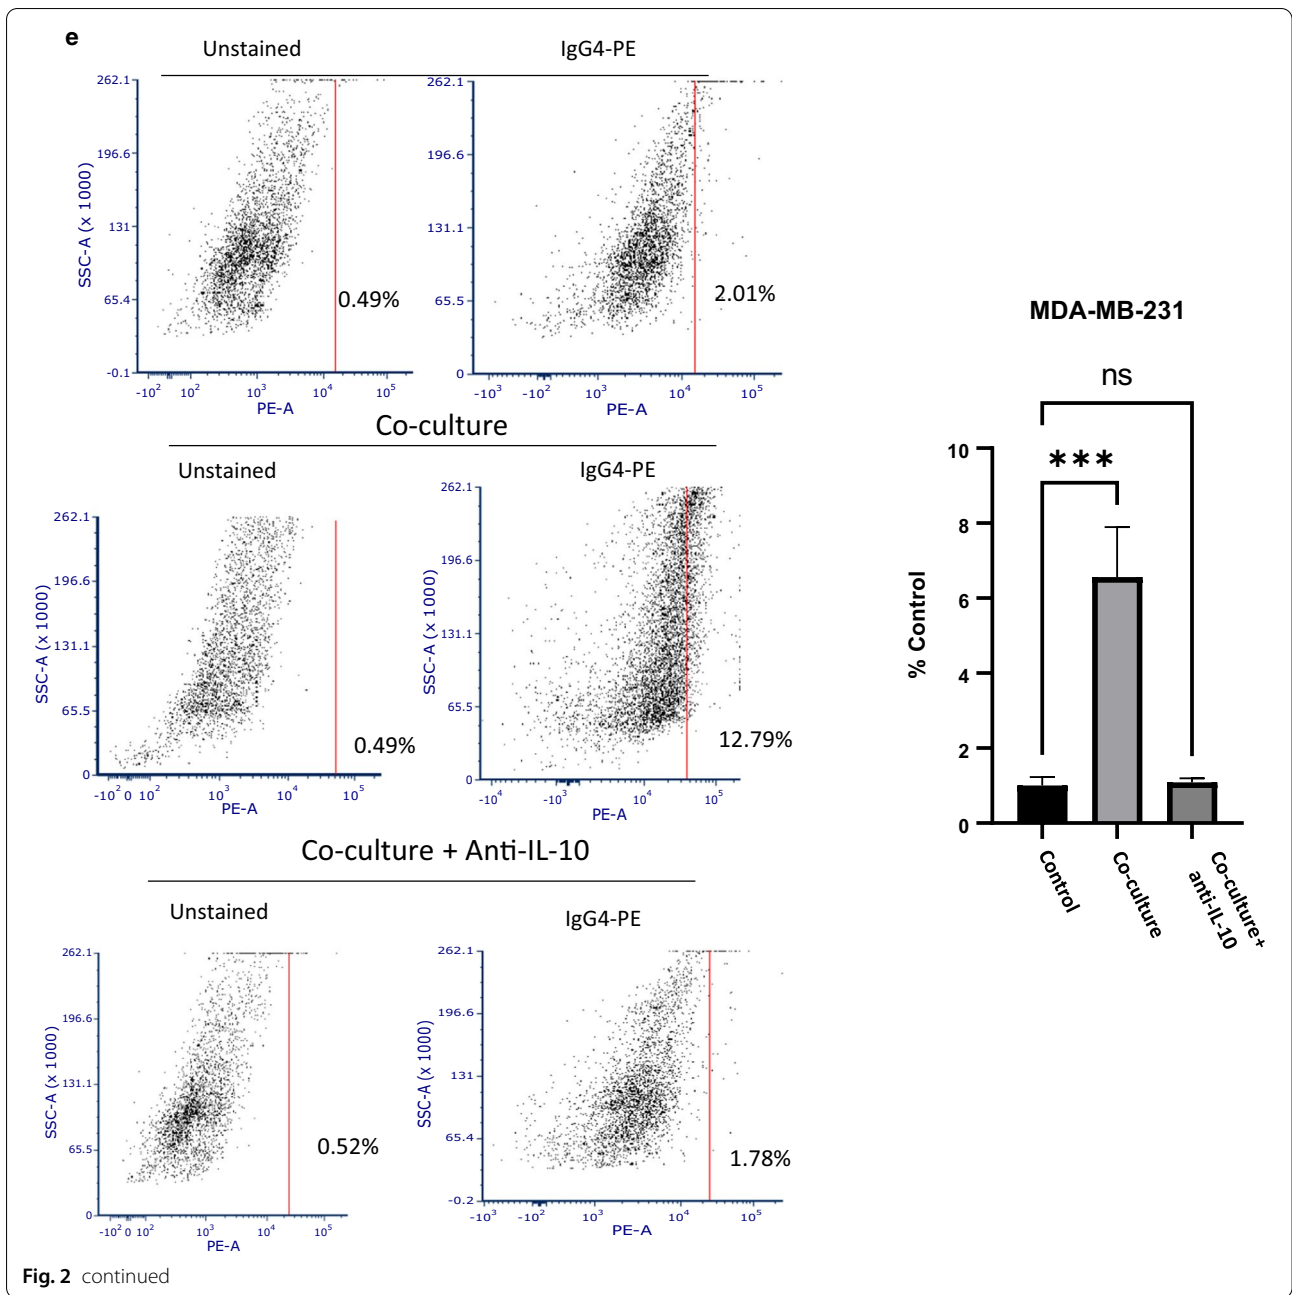 e
Unstained
IgG4-PE
262.1
196.6
131
65.4
-0.1
SSC-A (x 1000)
0.49%
-10² 10² 10³ 10⁴ 10⁵
PE-A
262.1
196.6
131.1
65.5
0
2.01%
-10³ -10² 10³ 10⁴ 10⁵
PE-A
Co-culture
Unstained
IgG4-PE
262.1
196.6
131.1
65.5
0
SSC-A (x 1000)
0.49%
-10² 0 10² 10³ 10⁴ 10⁵
PE-A
262.1
196.6
131.1
65.5
0
SSC-A (x 1000)
12.79%
-10⁴ -10³ 10⁴ 10⁵
PE-A
Co-culture + Anti-IL-10
Unstained
IgG4-PE
262.1
196.6
131.1
65.5
0
SSC-A (x 1000)
0.52%
-10² 0 10² 10³ 10⁴ 10⁵
PE-A
262.1
196.6
131
65.4
-0.2
SSC-A (x 1000)
1.78%
-10³ -10² 10³ 10⁴ 10⁵
PE-A
MDA-MB-231
ns
***
% Control
10
8
6
4
2
0
Control
Co-culture
Co-culture+
anti-IL-10
Fig. 2 continued